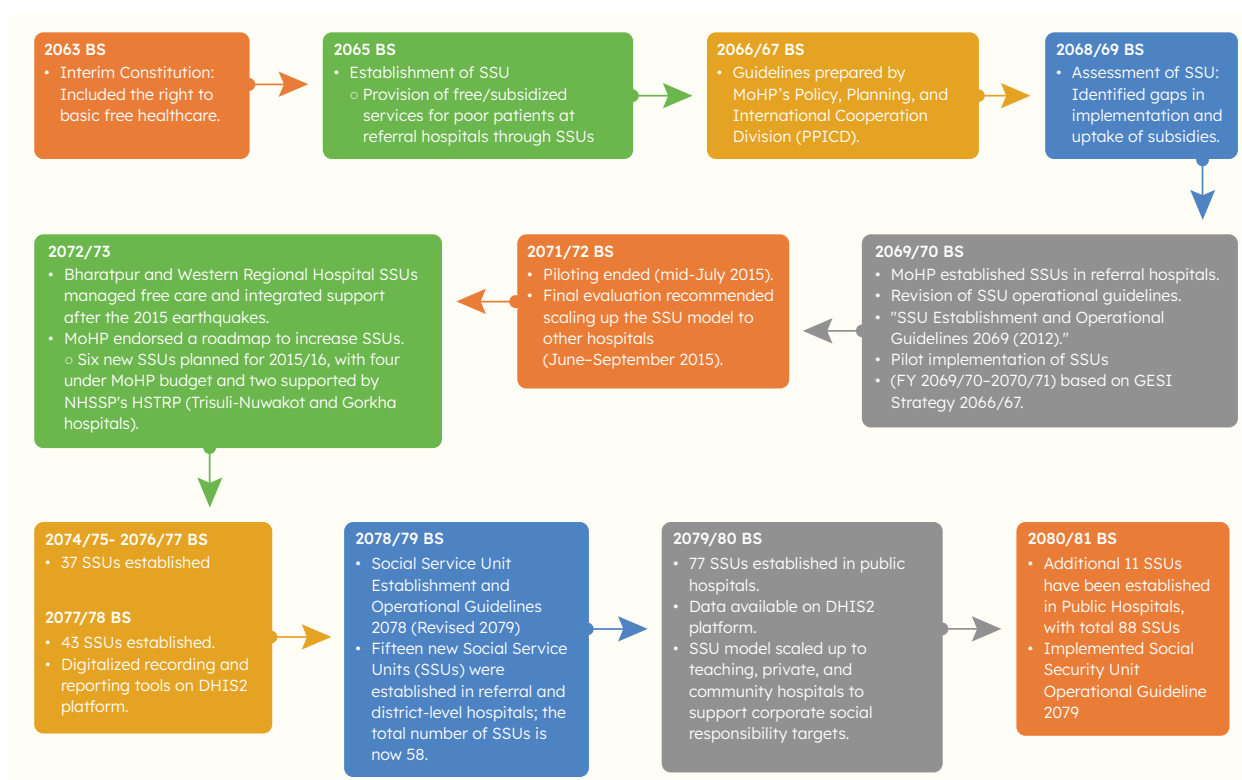 2063 BS
• Interim Constitution:
Included the right to
basic free healthcare.
2065 BS
• Establishment of SSU
○ Provision of free/subsidized
services for poor patients at
referral hospitals through SSUs
2066/67 BS
• Guidelines prepared by
MoHP's Policy, Planning, and
International Cooperation
Division (PPICD).
2068/69 BS
• Assessment of SSU:
Identified gaps in
implementation and
uptake of subsidies.
2069/70 BS
• MoHP established SSUs in referral hospitals.
• Revision of SSU operational guidelines.
• "SSU Establishment and Operational
Guidelines 2069 (2012)."
• Pilot implementation of SSUs
• (FY 2069/70–2070/71) based on GESI
Strategy 2066/67.
2071/72 BS
• Piloting ended (mid-July 2015).
• Final evaluation recommended
scaling up the SSU model to
other hospitals
(June–September 2015).
2072/73
• Bharatpur and Western Regional Hospital SSUs
managed free care and integrated support
after the 2015 earthquakes.
• MoHP endorsed a roadmap to increase SSUs.
○ Six new SSUs planned for 2015/16, with four
under MoHP budget and two supported by
NHSSP's HSTRP (Trisuli-Nuwakot and Gorkha
hospitals).
2074/75- 2076/77 BS
• 37 SSUs established
2077/78 BS
• 43 SSUs established.
• Digitalized recording and
reporting tools on DHIS2
platform.
2078/79 BS
• Social Service Unit
Establishment and
Operational Guidelines
2078 (Revised 2079)
• Fifteen new Social Service
Units (SSUs) were
established in referral and
district-level hospitals; the
total number of SSUs is
now 58.
2079/80 BS
• 77 SSUs established in public
hospitals.
• Data available on DHIS2
platform.
• SSU model scaled up to
teaching, private, and
community hospitals to
support corporate social
responsibility targets.
2080/81 BS
• Additional 11 SSUs
have been established
in Public Hospitals,
with total 88 SSUs
• Implemented Social
Security Unit
Operational Guideline
2079